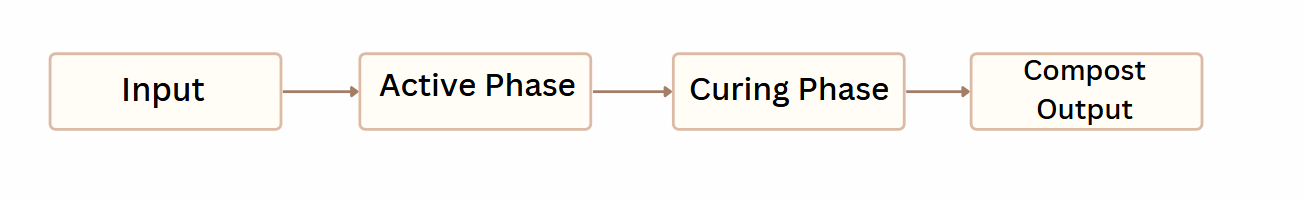 Input
Active Phase
Curing Phase
Compost
Output